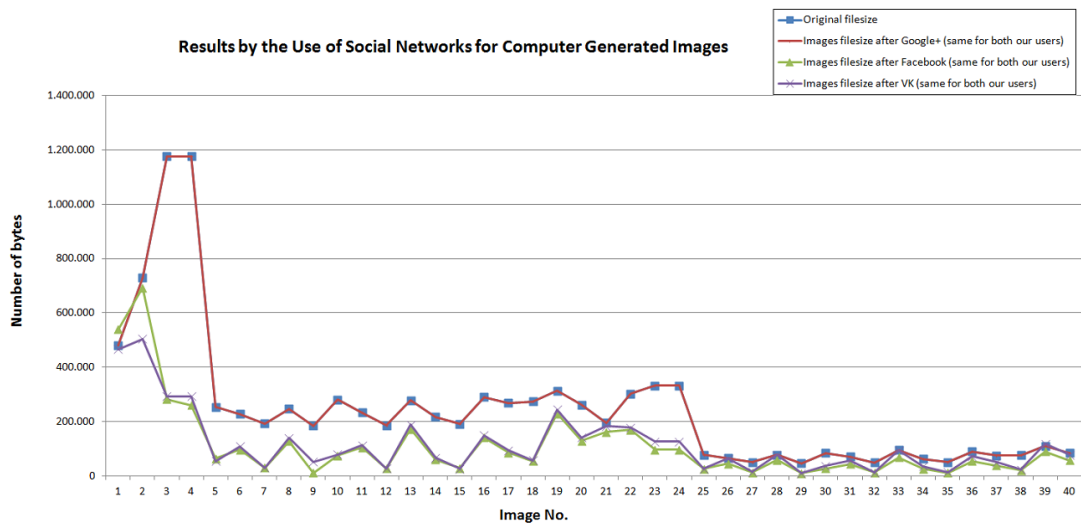 Original filesize
Images filesize after Google+ (same for both our users)
Images filesize after Facebook (same for both our users)
Images filesize after VK (same for both our users)
Results by the Use of Social Networks for Computer Generated Images
1.400.000
1.200.000
1.000.000
800.000
600.000
400.000
200.000
0
Number of bytes
1 2 3 4 5 6 7 8 9 10 11 12 13 14 15 16 17 18 19 20 21 22 23 24 25 26 27 28 29 30 31 32 33 34 35 36 37 38 39 40
Image No.